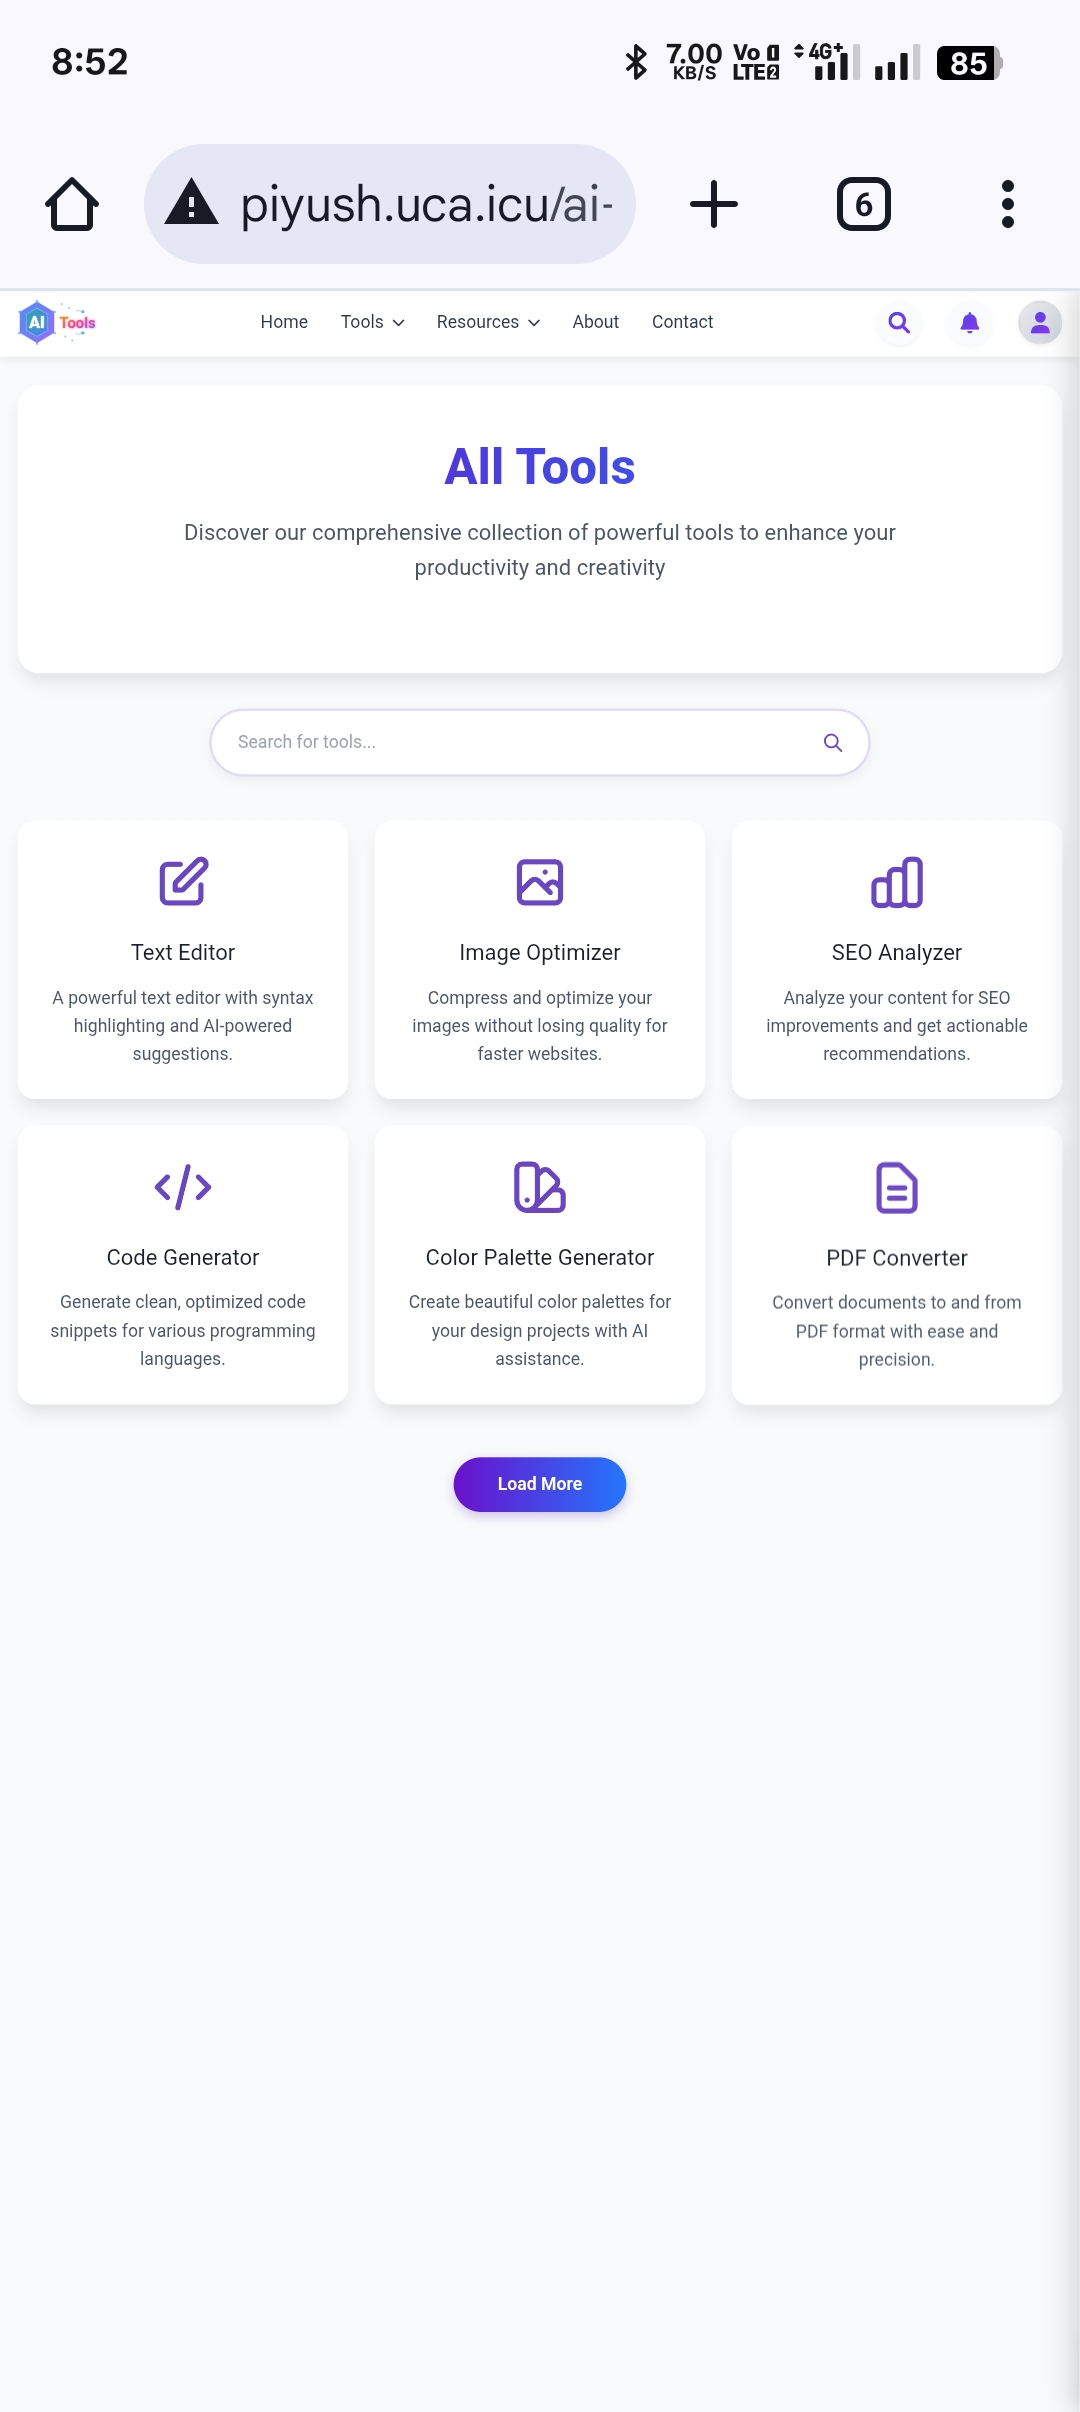 8:52
7.00
KB/S
Vo 1
LTE 2
4G+
85
piyush.uca.icu/ai-
6
AI Tools
Home
Tools
Resources
About
Contact
All Tools
Discover our comprehensive collection of powerful tools to enhance your
productivity and creativity
Search for tools...
Text Editor
A powerful text editor with syntax
highlighting and AI-powered
suggestions.
Image Optimizer
Compress and optimize your
images without losing quality for
faster websites.
SEO Analyzer
Analyze your content for SEO
improvements and get actionable
recommendations.
Code Generator
Generate clean, optimized code
snippets for various programming
languages.
Color Palette Generator
Create beautiful color palettes for
your design projects with AI
assistance.
PDF Converter
Convert documents to and from
PDF format with ease and
precision.
Load More